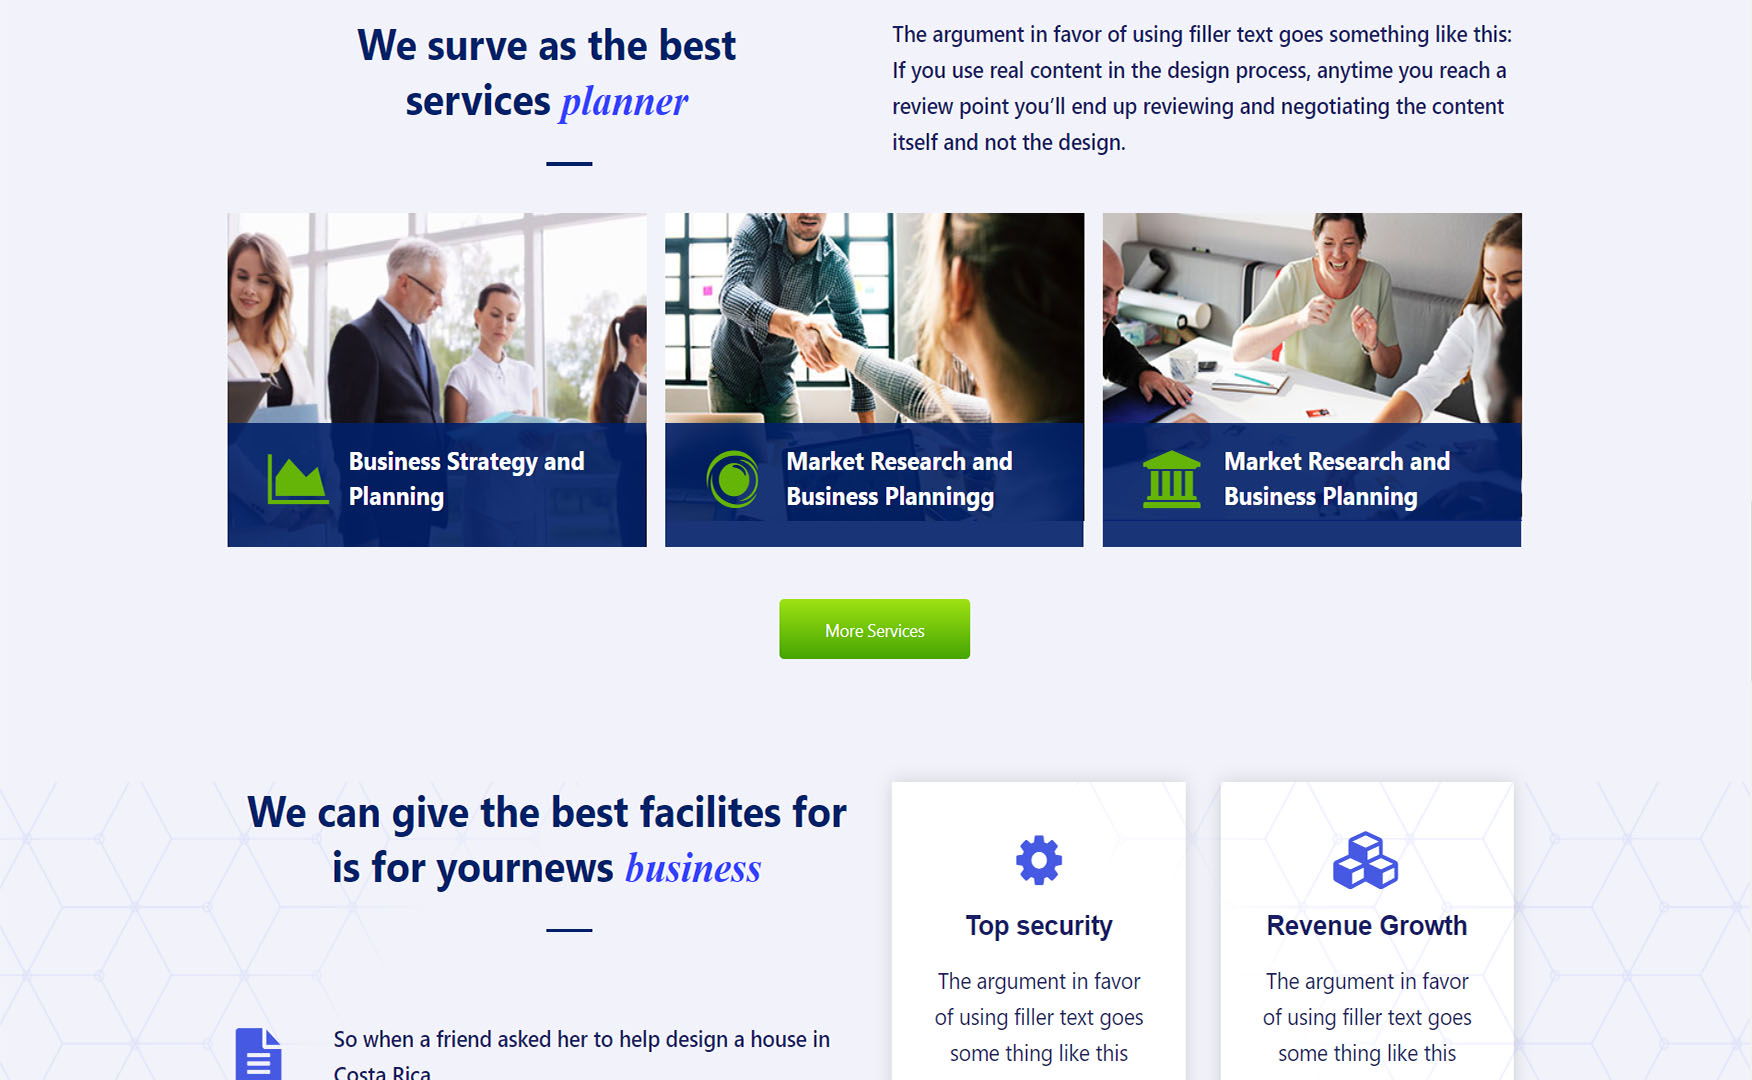 We surve as the best
services planner
The argument in favor of using filler text goes something like this:
If you use real content in the design process, anytime you reach a
review point you’ll end up reviewing and negotiating the content
itself and not the design.
Business Strategy and
Planning
Market Research and
Business Planningg
Market Research and
Business Planning
More Services
We can give the best facilites for
is for yournews business
So when a friend asked her to help design a house in
Costa Rica
Top security
The argument in favor
of using filler text goes
some thing like this
Revenue Growth
The argument in favor
of using filler text goes
some thing like this